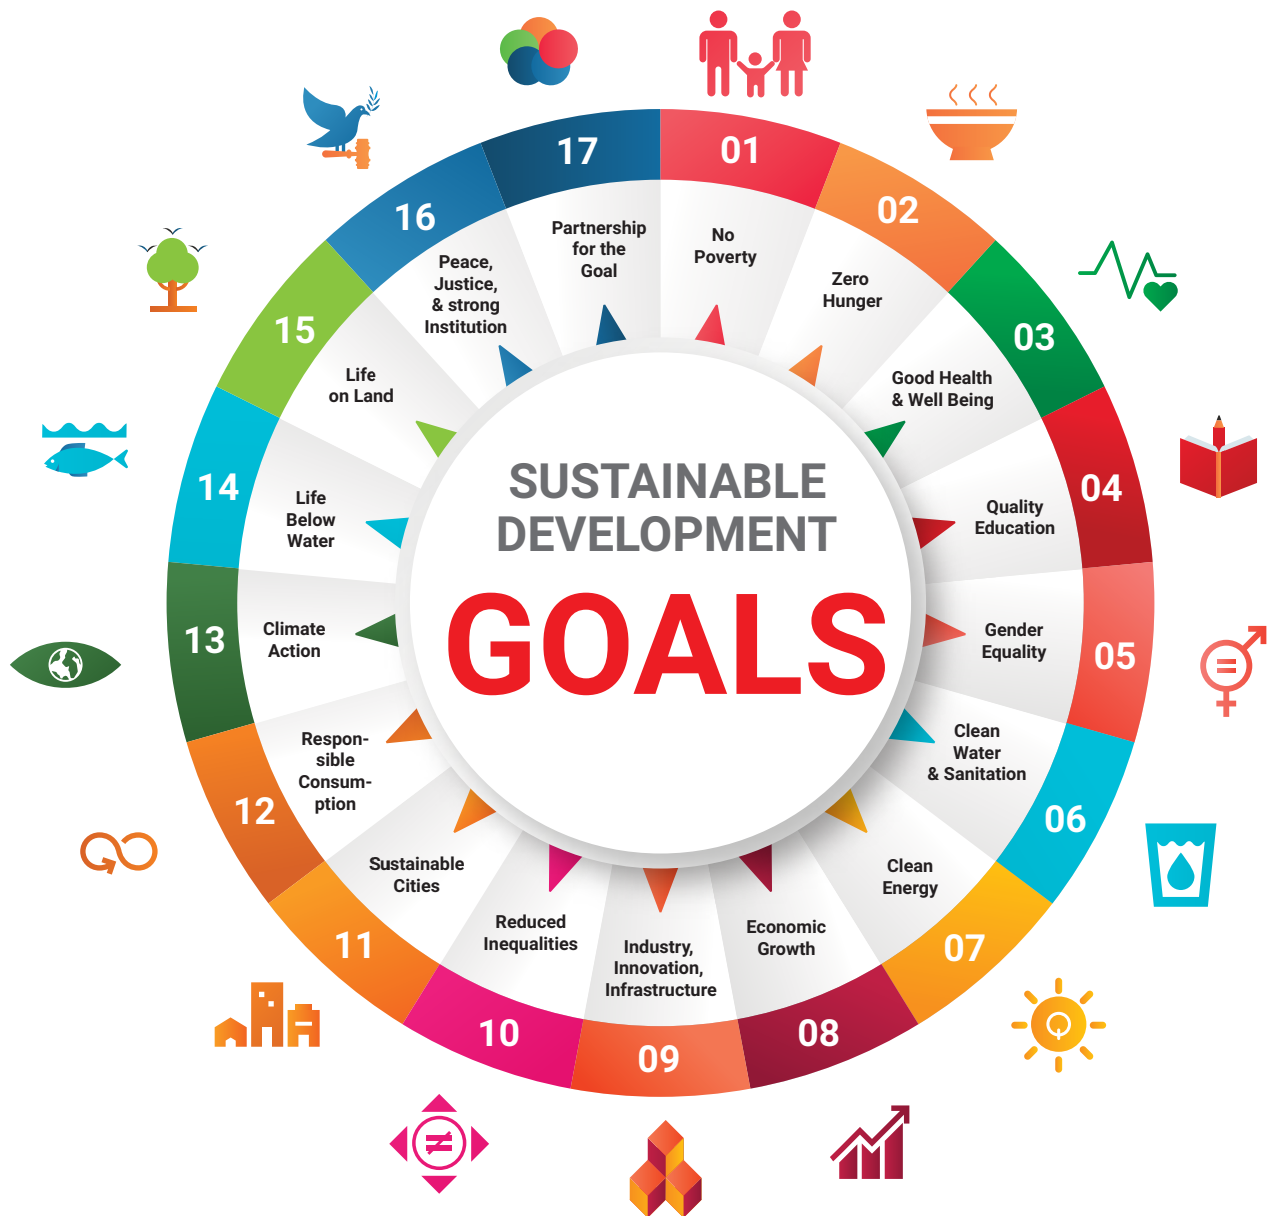 SUSTAINABLE
DEVELOPMENT
GOALS
01
No
Poverty
02
Zero
Hunger
03
Good Health
& Well Being
04
Quality
Education
05
Gender
Equality
06
Clean
Water
& Sanitation
07
Clean
Energy
08
Economic
Growth
09
Industry,
Innovation,
Infrastructure
10
Reduced
Inequalities
11
Sustainable
Cities
12
Respon-
sible
Consum-
ption
13
Climate
Action
14
Life
Below
Water
15
Life
on Land
16
Peace,
Justice,
& strong
Institution
17
Partnership
for the
Goal